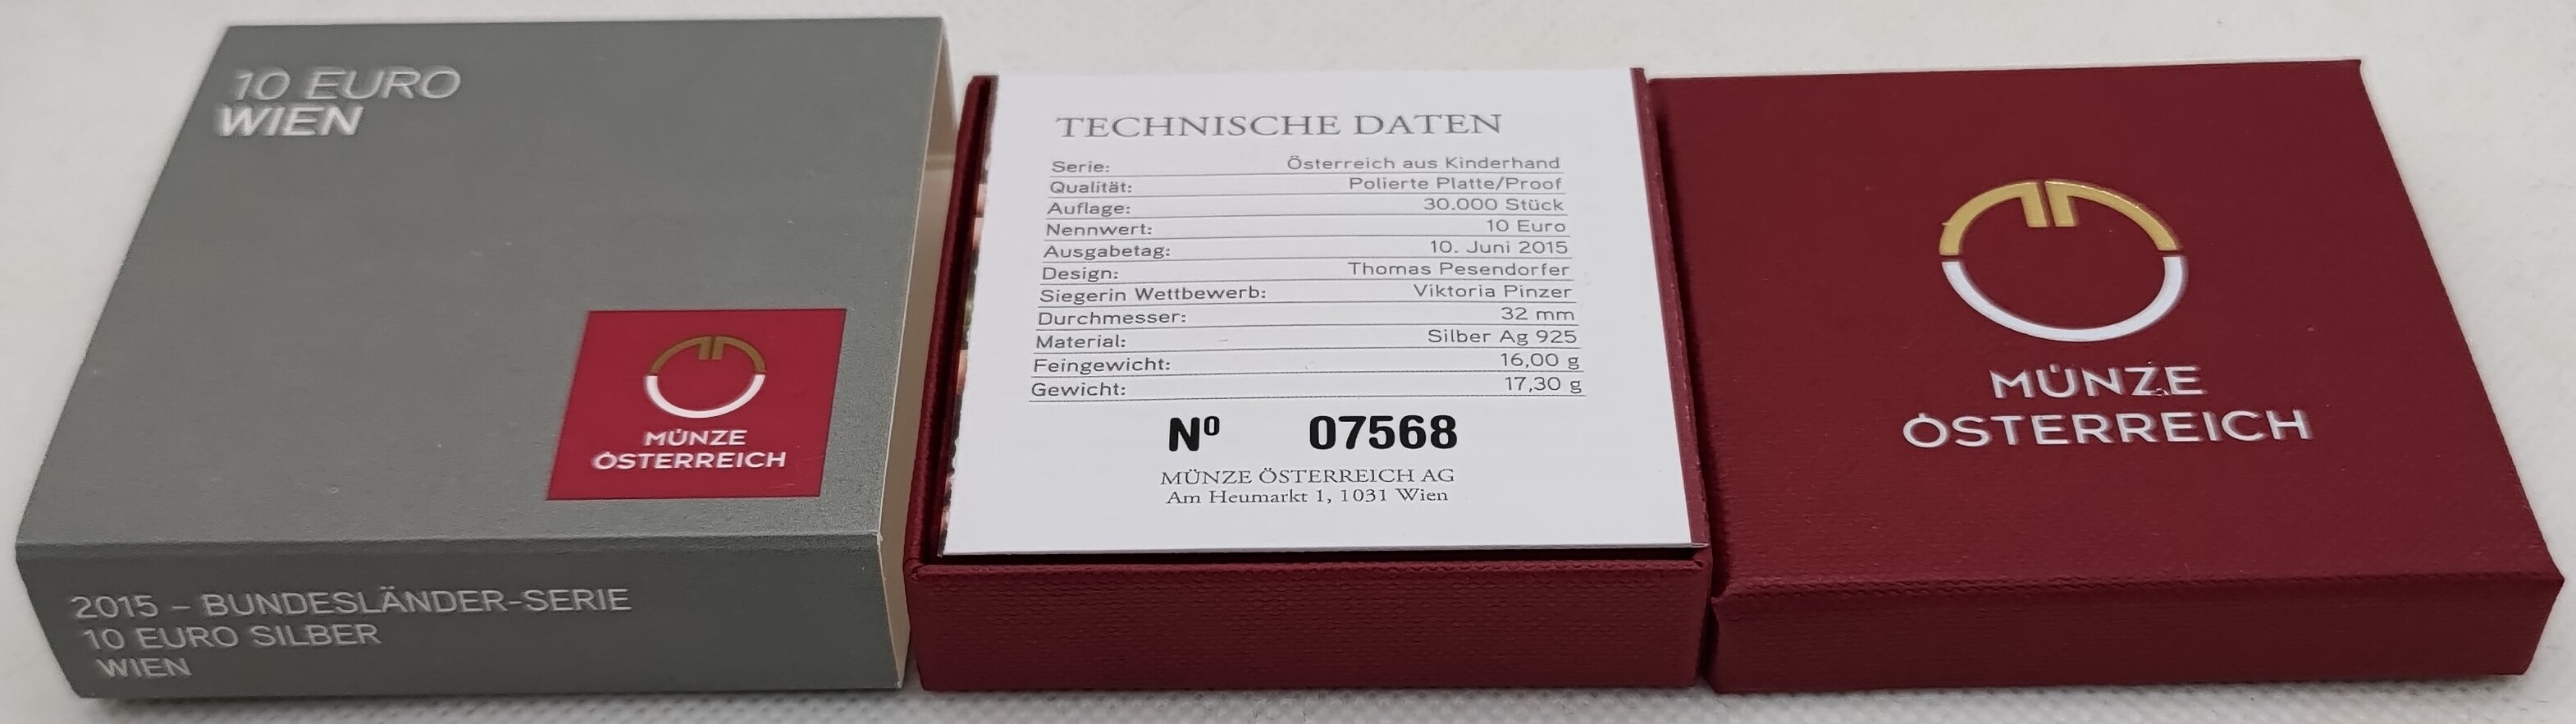 10 EURO
WIEN
MÜNZE
ÖSTERREICH
2015 – BUNDESLÄNDER-SERIE
10 EURO SILBER
WIEN
TECHNISCHE DATEN
Serie: Österreich aus Kinderhand
Qualität: Polierte Platte/Proof
Auflage: 30.000 Stück
Nennwert: 10 Euro
Ausgabetag: 10. Juni 2015
Design: Thomas Pesendorfer
Siegerin Wettbewerb: Viktoria Pinzer
Durchmesser: 32 mm
Material: Silber Ag 925
Feingewicht: 16,00 g
Gewicht: 17,30 g
Nº 07568
MÜNZE ÖSTERREICH AG
Am Heumarkt 1, 1031 Wien
MÜNZE
ÖSTERREICH